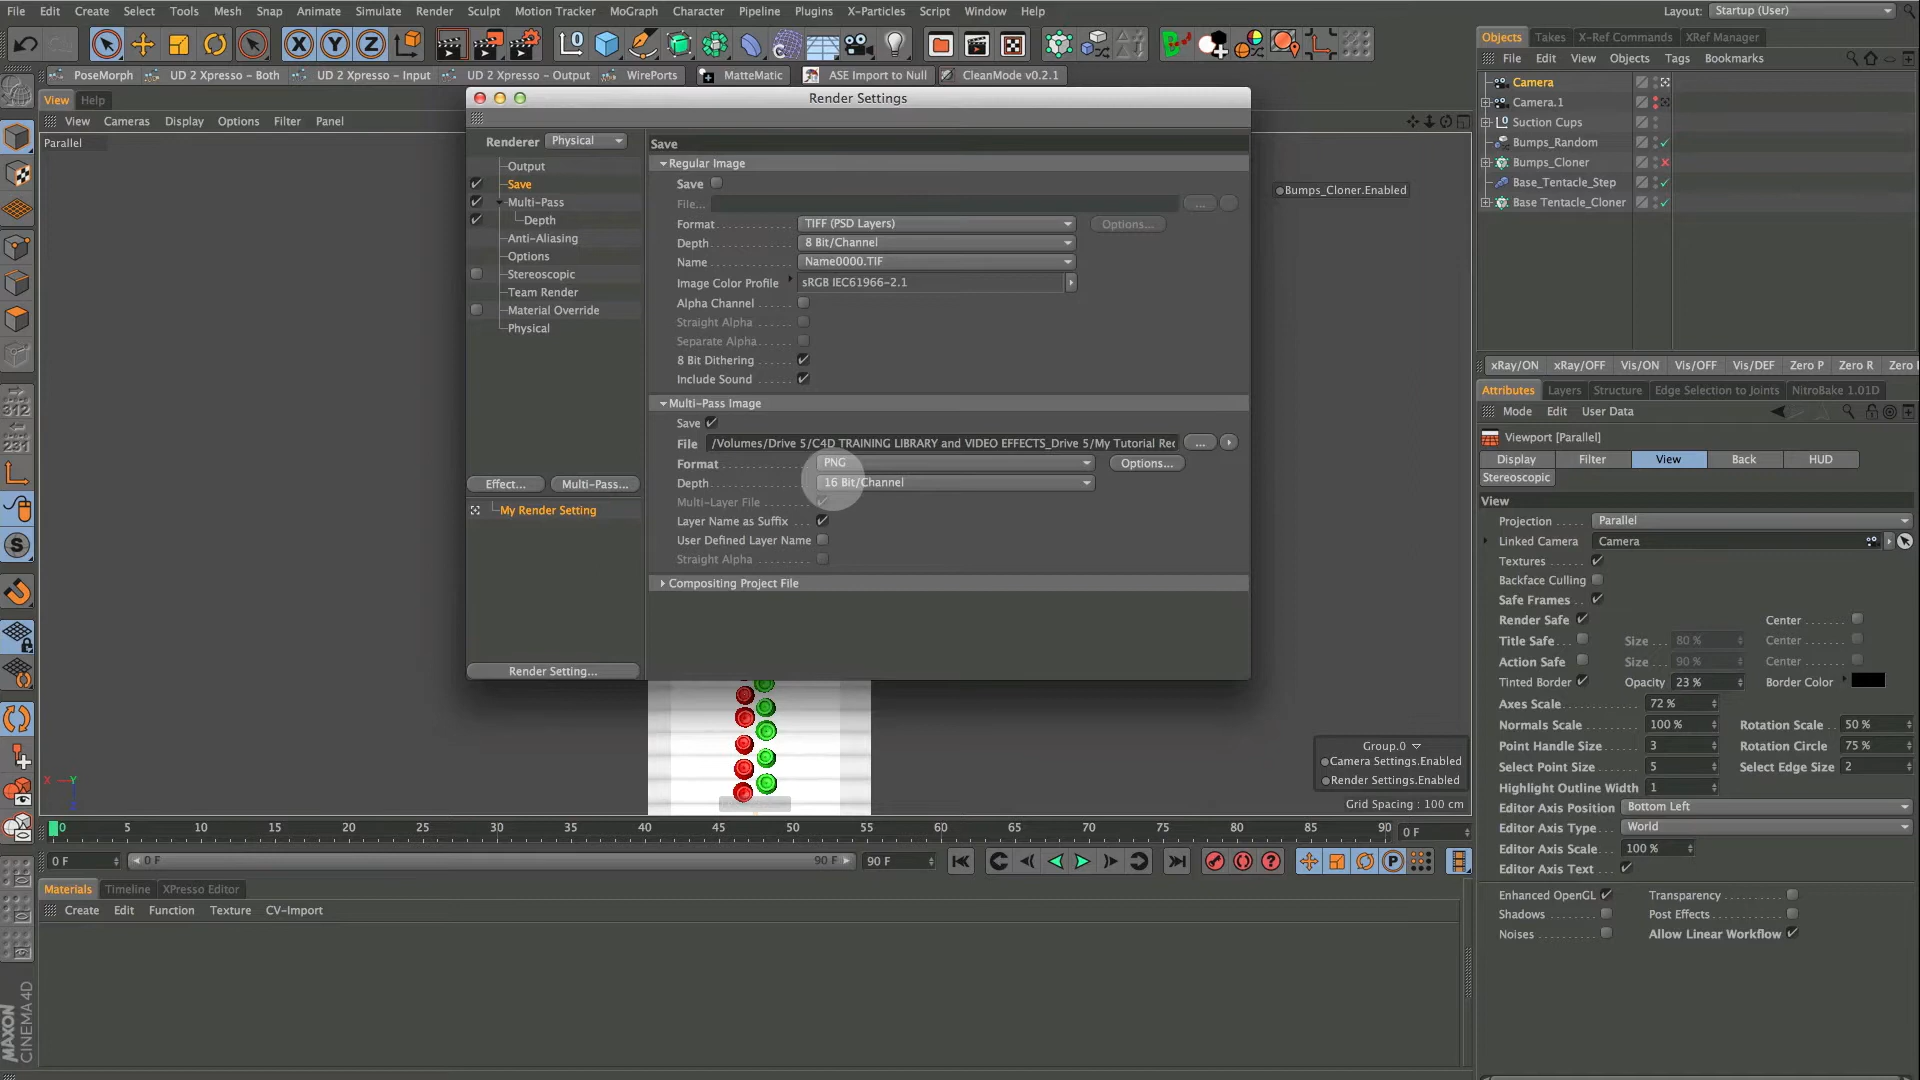 File Edit Create Select Tools Mesh Snap Animate Simulate Render Sculpt Motion Tracker MoGraph Character Pipeline Plugins X-Particles Script Window Help Layout: Startup (User)
PoseMorph UD 2 Xpresso - Both UD 2 Xpresso - Input UD 2 Xpresso - Output WirePorts MatteMatic ASE Import to Null CleanMode v0.2.1
Objects Takes X-Ref Commands XRef Manager
File Edit View Objects Tags Bookmarks
View Help
View Cameras Display Options Filter Panel
Parallel
Render Settings
Renderer Physical
Output
Save
Multi-Pass
Depth
Anti-Aliasing
Options
Stereoscopic
Team Render
Material Override
Physical
Effect... Multi-Pass...
My Render Setting
Render Setting...
Save
Regular Image
Save
File...
Format TIFF (PSD Layers) Options...
Depth 8 Bit/Channel
Name Name0000.TIF
Image Color Profile sRGB IEC61966-2.1
Alpha Channel
Straight Alpha
Separate Alpha
8 Bit Dithering
Include Sound
Multi-Pass Image
Save
File /Volumes/Drive 5/C4D TRAINING LIBRARY and VIDEO EFFECTS_Drive 5/My Tutorial Rec ...
Format PNG Options...
Depth 16 Bit/Channel
Multi-Layer File
Layer Name as Suffix
User Defined Layer Name
Straight Alpha
Compositing Project File
Bumps_Cloner.Enabled
Group.0
Camera Settings.Enabled
Render Settings.Enabled
Grid Spacing : 100 cm
X Y Z
Camera
Camera.1
Suction Cups
Bumps_Random
Bumps_Cloner
Base_Tentacle_Step
Base Tentacle_Cloner
xRay/ON xRay/OFF Vis/ON Vis/OFF Vis/DEF Zero P Zero R Zero
Attributes Layers Structure Edge Selection to Joints NitroBake 1.01D
Mode Edit User Data
Viewport [Parallel]
Display Filter View Back HUD
Stereoscopic
View
Projection Parallel
Linked Camera Camera
Textures
Backface Culling
Safe Frames
Render Safe Center
Title Safe Size 80 % Center
Action Safe Size 90 % Center
Tinted Border Opacity 23 % Border Color
Axes Scale 72 %
Normals Scale 100 % Rotation Scale 50 %
Point Handle Size 3 Rotation Circle 75 %
Select Point Size 5 Select Edge Size 2
Highlight Outline Width 1
Editor Axis Position Bottom Left
Editor Axis Type World
Editor Axis Scale 100 %
Editor Axis Text
Enhanced OpenGL Transparency
Shadows Post Effects
Noises Allow Linear Workflow
0 5 10 15 20 25 30 35 40 45 50 55 60 65 70 75 80 85 90 0 F
0 F 0 F 90 F 90 F
Materials Timeline XPresso Editor
Create Edit Function Texture CV-Import
312
231
MAXON
CINEMA 4D